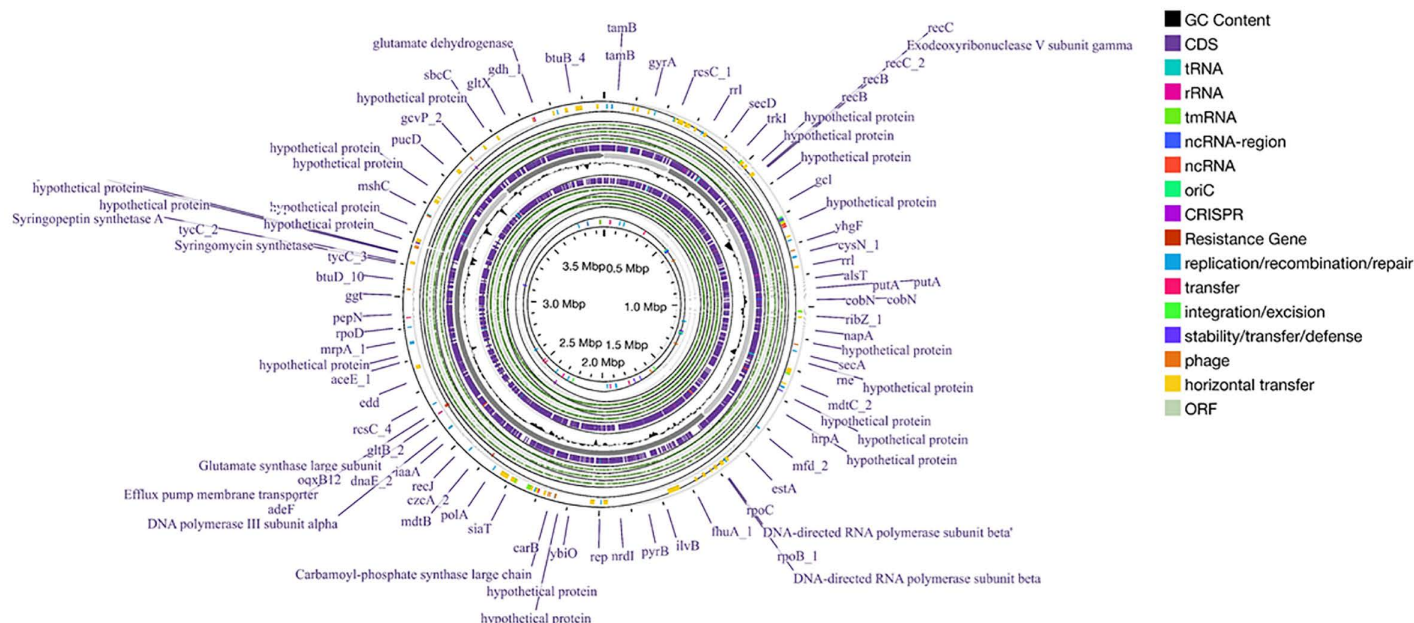 tamB
tamB
gyrA
rcsC_1
rrl
secD
trkI
recC
Exodeoxyribonuclease V subunit gamma
recC_2
recB
recB
hypothetical protein
hypothetical protein
hypothetical protein
gcl
hypothetical protein
yhgF
cysN_1
rrl
alsT
putA
putA
cobN
cobN
ribZ_1
napA
hypothetical protein
secA
rne
hypothetical protein
mdtC_2
hypothetical protein
hrpA
hypothetical protein
hypothetical protein
mfd_2
estA
rpoC
DNA-directed RNA polymerase subunit beta'
rpoB_1
DNA-directed RNA polymerase subunit beta
fhuA_1
ilvB
pyrB
nrdI
rep
ybiO
hypothetical protein
hypothetical protein
carB
Carbamoyl-phosphate synthase large chain
siaT
polA
mdtB
czcA_2
recJ
iaaA
dnaE_2
DNA polymerase III subunit alpha
adeF
Efflux pump membrane transporter
oqxB12
Glutamate synthase large subunit
gltB_2
rcsC_4
edd
aceE_1
hypothetical protein
mrpA_1
rpoD
pepN
ggt
btuD_10
tycC_3
Syringomycin synthetase
tycC_2
Syringopeptin synthetase A
hypothetical protein
hypothetical protein
hypothetical protein
hypothetical protein
mshC
hypothetical protein
hypothetical protein
pucD
gcvP_2
hypothetical protein
sbcC
gltX
gdh_1
glutamate dehydrogenase
btuB_4
0.5 Mbp
1.0 Mbp
1.5 Mbp
2.0 Mbp
2.5 Mbp
3.0 Mbp
3.5 Mbp
GC Content
CDS
tRNA
rRNA
tmRNA
ncRNA-region
ncRNA
oriC
CRISPR
Resistance Gene
replication/recombination/repair
transfer
integration/excision
stability/transfer/defense
phage
horizontal transfer
ORF